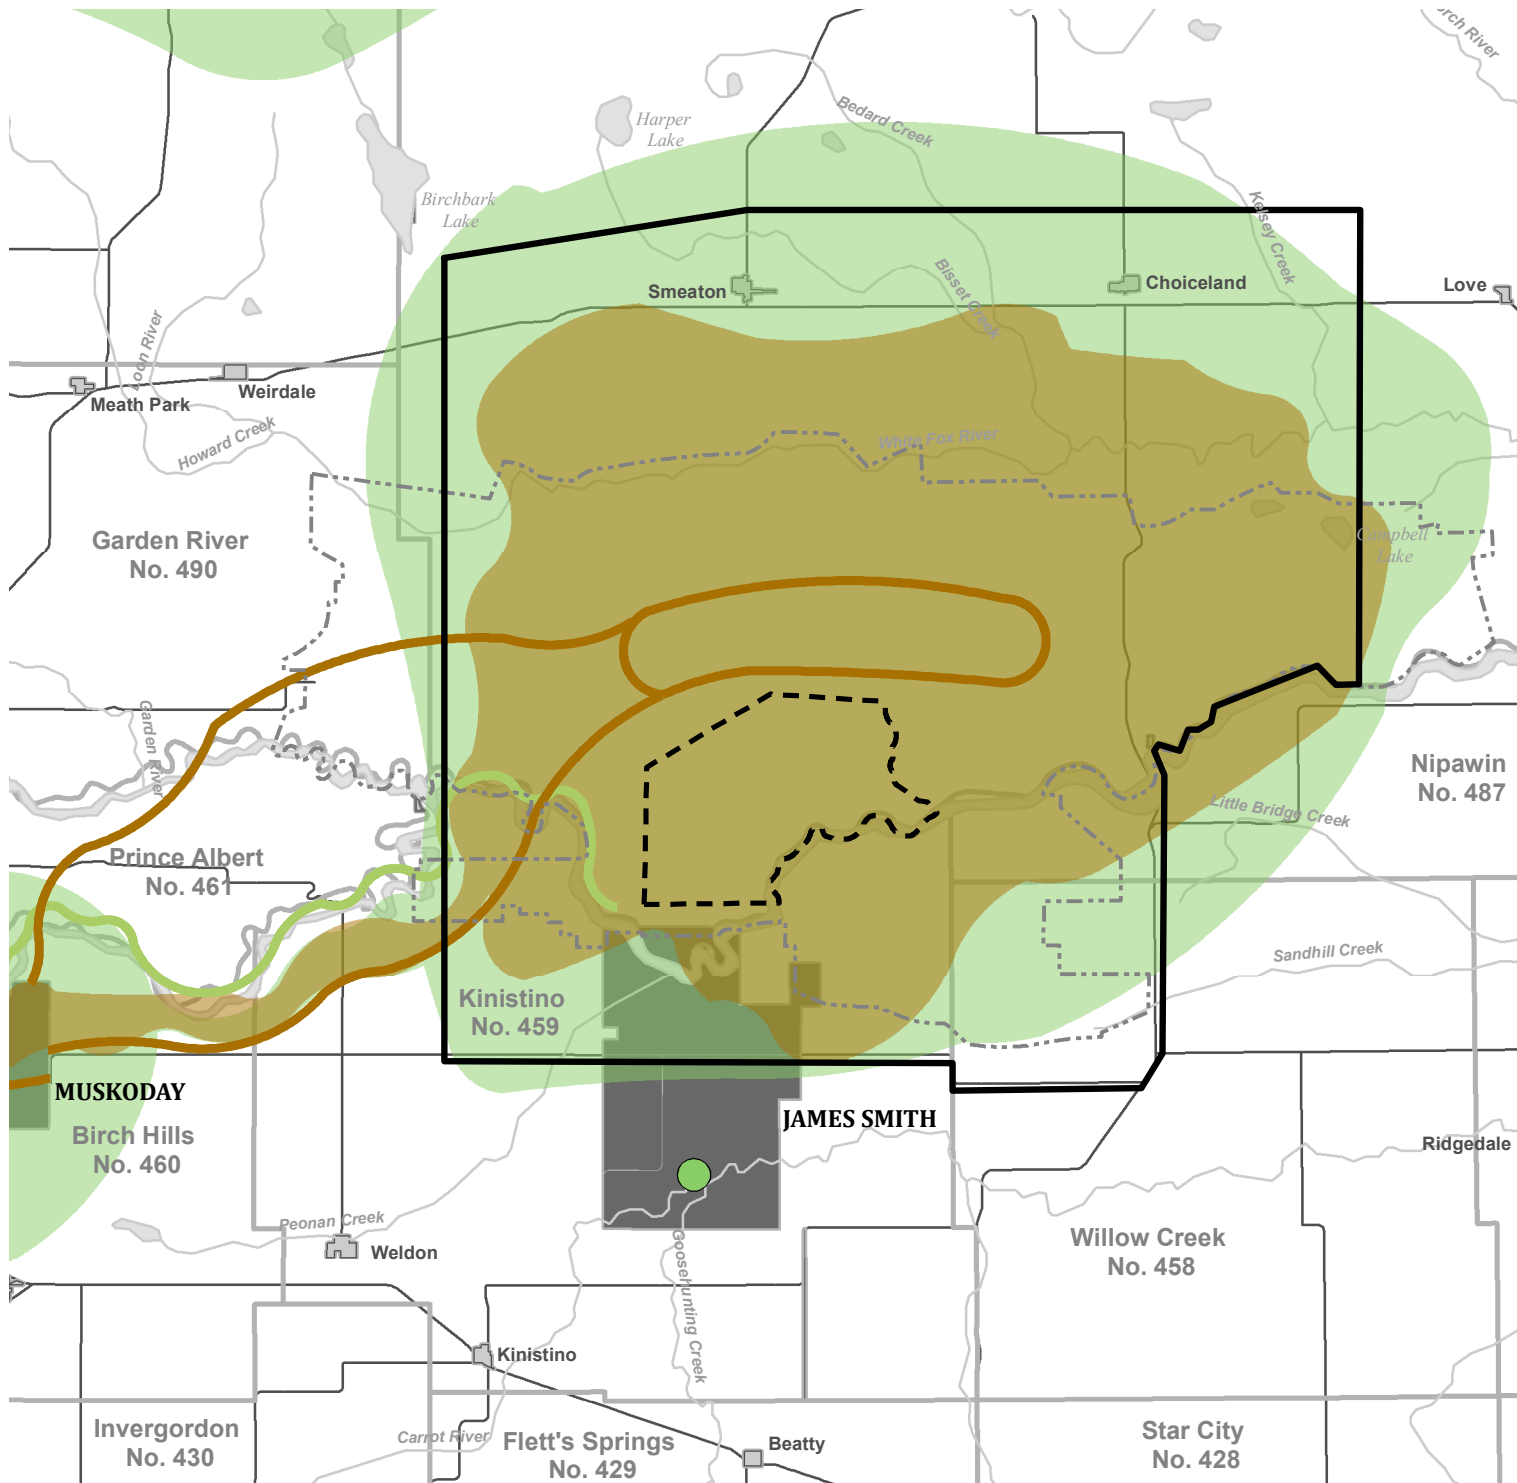 rch River
Bedard Creek
Harper
Lake
Birchbark
Lake
Kelsey Creek
Bisset Creek
Smeaton
Choiceland
Love
Loon River
Weirdale
Meath Park
Howard Creek
White Fox River
Garden River
No. 490
Campbell
Lake
Garden River
Nipawin
No. 487
Little Bridge Creek
Prince Albert
No. 461
Sandhill Creek
Kinistino
No. 459
MUSKODAY
JAMES SMITH
Birch Hills
No. 460
Ridgedale
Peonan Creek
Weldon
Goosehunting Creek
Willow Creek
No. 458
Kinistino
Invergordon
No. 430
Carrot River
Flett's Springs
No. 429
Beatty
Star City
No. 428